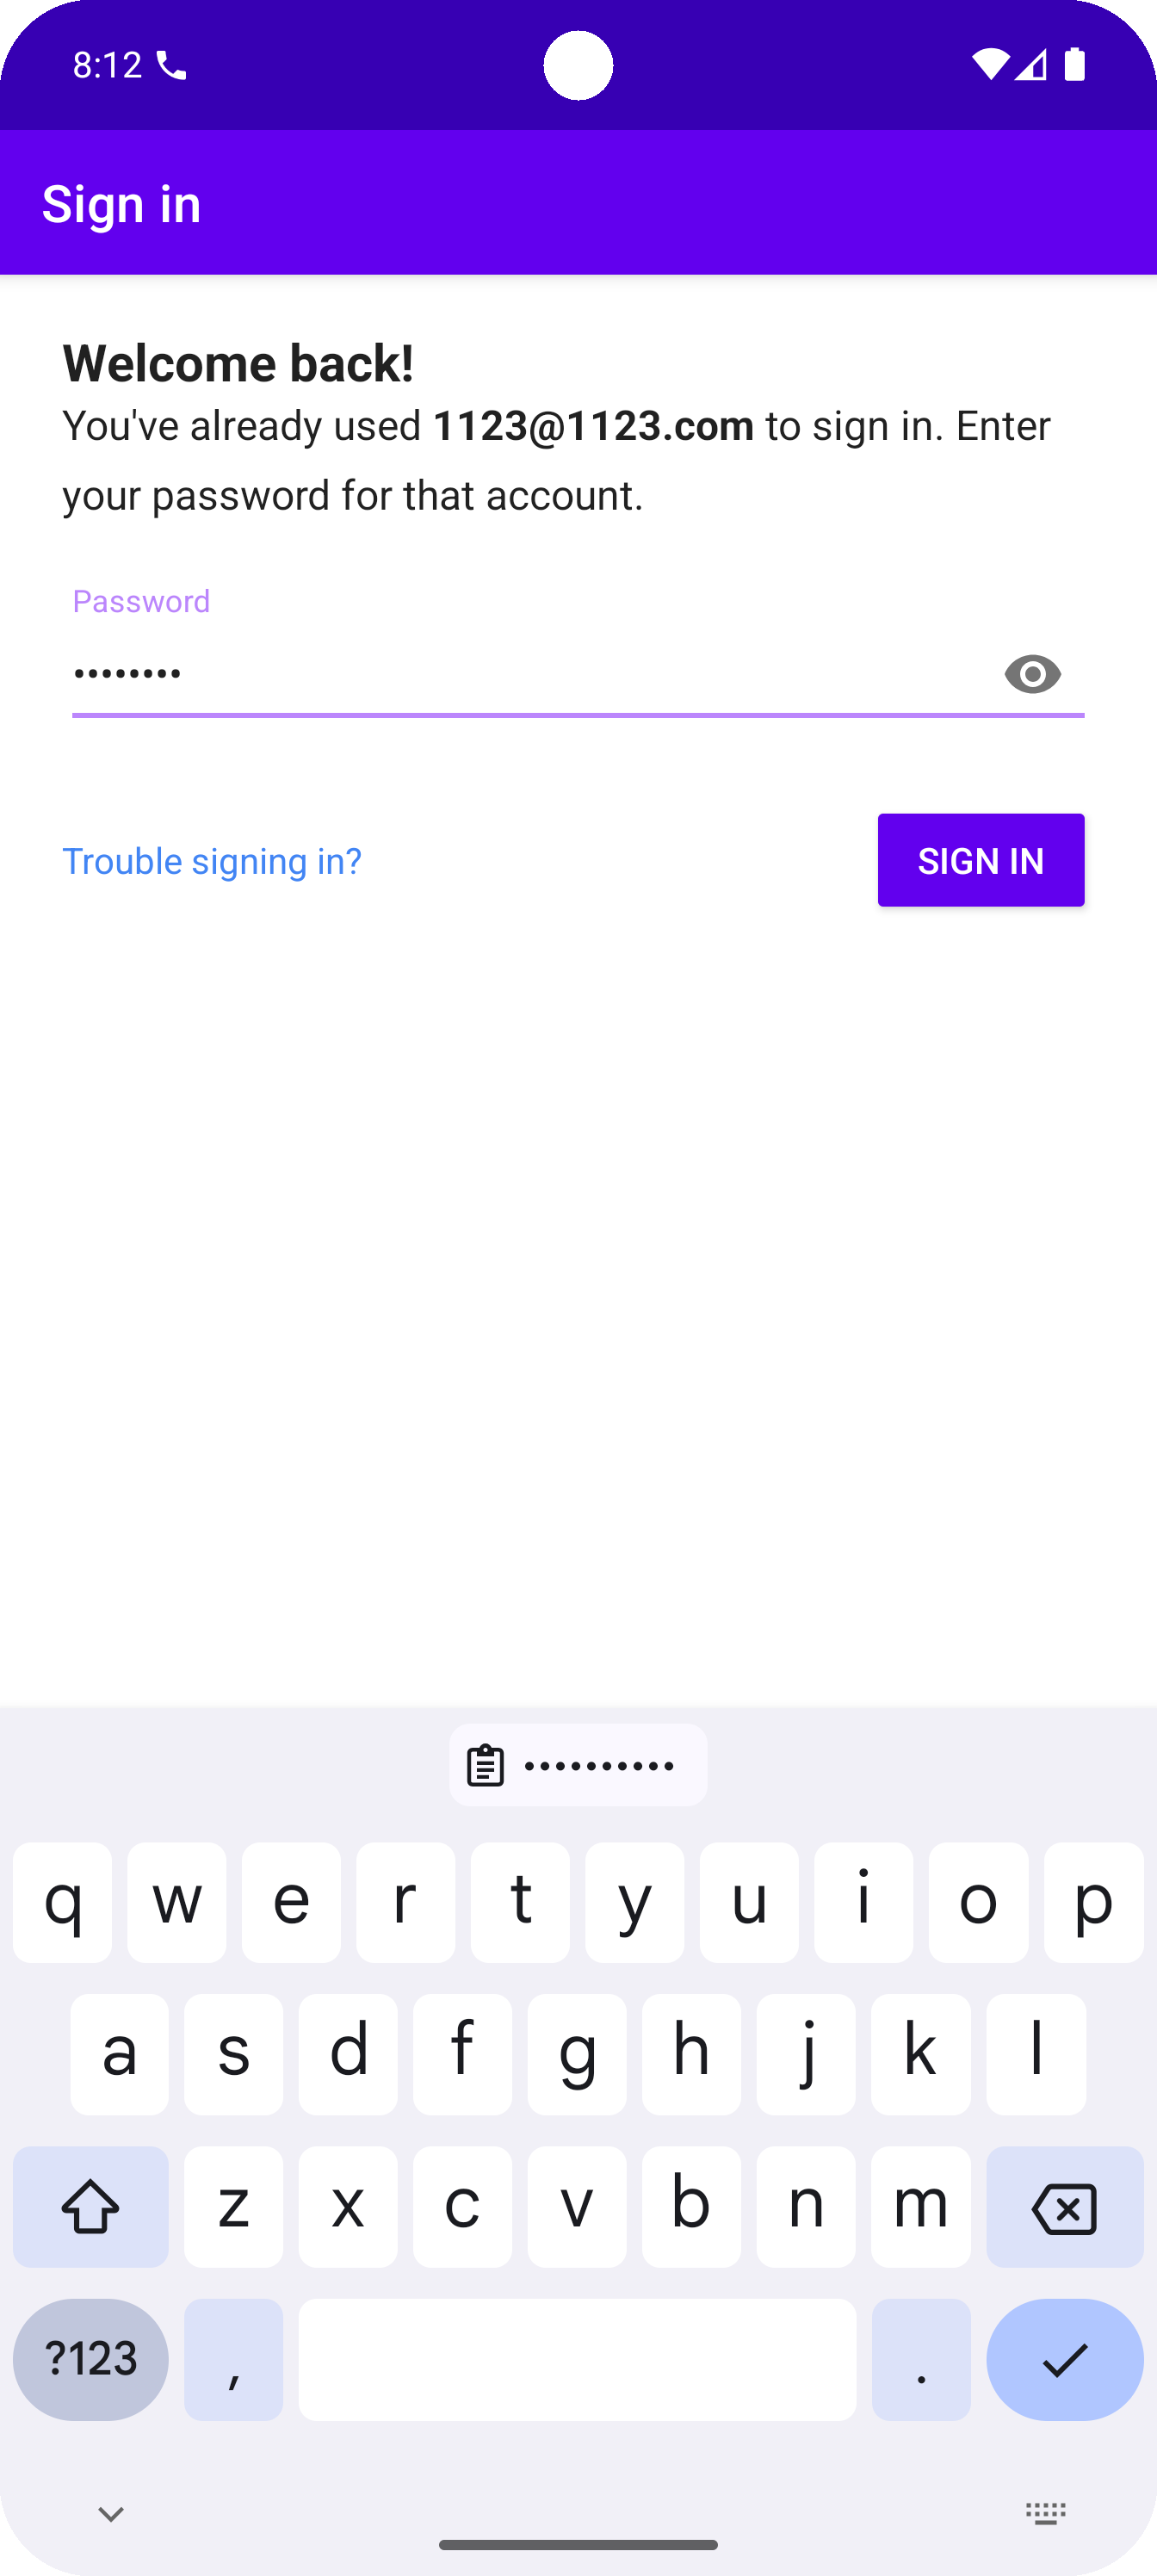 8:12
Sign in
Welcome back!
You've already used 1123@1123.com to sign in. Enter
your password for that account.
Password
••••••••
Trouble signing in?
SIGN IN
••••••••••
q w e r t y u i o p
a s d f g h j k l
z x c v b n m
?123 , .